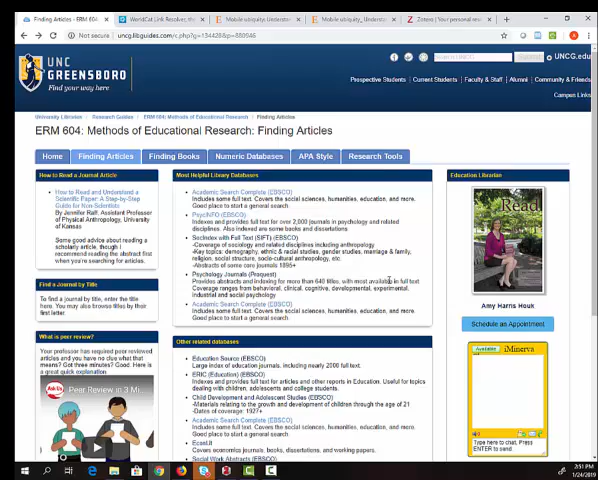 Finding Articles - ERM 604:
WorldCat Link Resolver, the
Mobile ubiquity: Understand
Mobile ubiquity_ Understa
Zotero | Your personal res
Not secure | uncg.libguides.com/c.php?g=134428&p=880946
UNC
GREENSBORO
Find your way here
UNCG.edu
Prospective Students
Current Students
Faculty & Staff
Alumni
Community & Friends
Campus Links
University Libraries
Research Guides
ERM 604: Methods of Educational Research
Finding Articles
ERM 604: Methods of Educational Research: Finding Articles
Home
Finding Articles
Finding Books
Numeric Databases
APA Style
Research Tools
How to Read a Journal Article
How to Read and Understand a
Scientific Paper: A Step-by-Step
Guide for Non-Scientists
By Jennifer Raff, Assistant Professor
of Physical Anthropology, University
of Kansas
Some good advice about reading a
scholarly article, though I
recommend reading the abstract first
when you're searching for articles.
Find a Journal by Title
To find a journal by title, enter the title
here. You may also browse titles by their
first letter.
What is peer review?
Your professor has required peer reviewed
articles and you have no clue what that
means? Got three minutes? Good. Here is
a great quick explanation.
Ask Us
Peer Review in 3 Mi
Most Helpful Library Databases
Academic Search Complete (EBSCO)
Includes some full text. Covers the social sciences, humanities, education, and more.
Good place to start a general search
PsycINFO (EBSCO)
Indexes and provides full text for over 2,000 journals in psychology and related
disciplines. Also indexed are some books and dissertations
SocIndex with Full Text (SIFT) (EBSCO)
-Coverage of sociology and related disciplines including anthropology
-Key topics: demography, ethnic & racial studies, gender studies, marriage & family,
religion, social structure, socio-cultural anthropology, etc
-Abstracts of some core journals 1895+
Psychology Journals (Proquest)
Provides abstracts and indexing for more than 640 titles, with most available in full text
Coverage ranges from behavioral, clinical, cognitive, developmental, experimental,
industrial and social psychology
Academic Search Complete (EBSCO)
Includes some full text. Covers the social sciences, humanities, education, and more.
Good place to start a general search.
Other related databases
Education Source (EBSCO)
Large index of education journals, including nearly 2000 full text.
ERIC (Education) (EBSCO)
Indexes and provides full text for articles and other reports in Education. Useful for topics
dealing with children, adolescents and college students.
Child Development and Adolescent Studies (EBSCO)
-Materials relating to the growth and development of children through the age of 21
-Dates of coverage: 1927+
Academic Search Complete (EBSCO)
Includes some full text. Covers the social sciences, humanities, education, and more.
Good place to start a general search.
EconLit
Covers economics journals, books, dissertations, and working papers.
Social Work Abstracts (EBSCO)
Education Librarian
Read
Amy Harris Houk
Schedule an Appointment
Available
iMinerva
Type here to chat. Press
ENTER to send
2:51 PM
1/24/2019